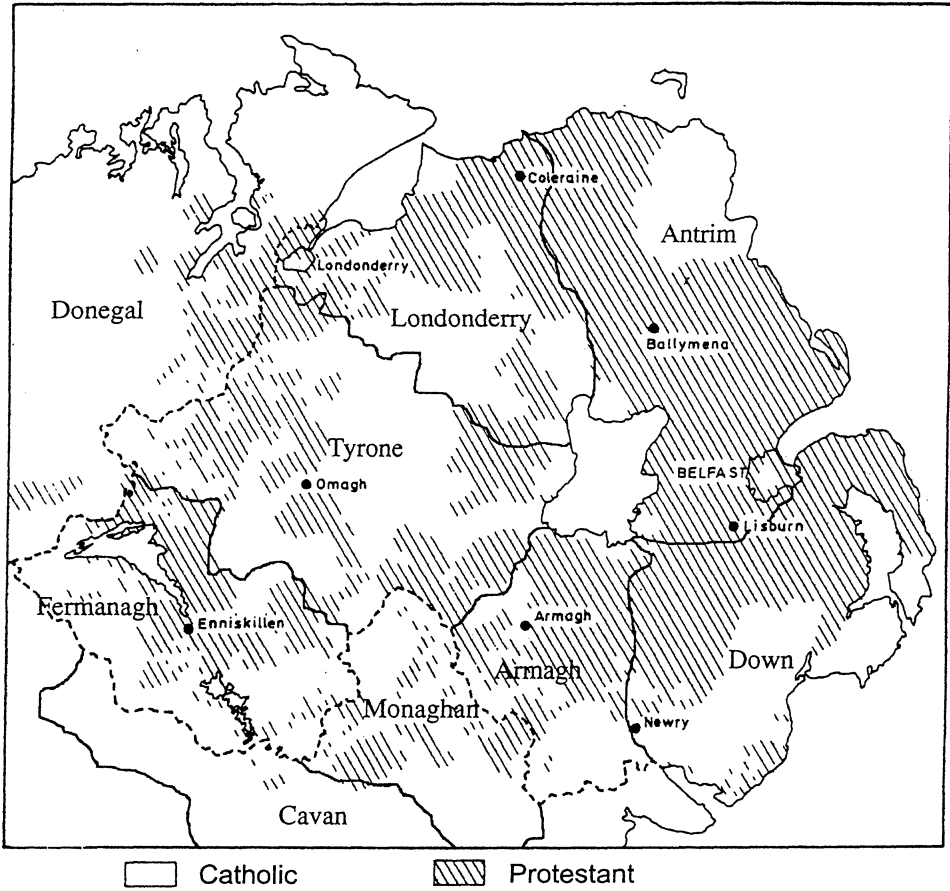 Coleraine
Antrim
Londonderry
Donegal
Londonderry
Ballymena
Tyrone
BELFAST
Omagh
Lisburn
Fermanagh
Enniskillen
Armagh
Down
Armagh
Monaghan
Newry
Cavan
Catholic
Protestant